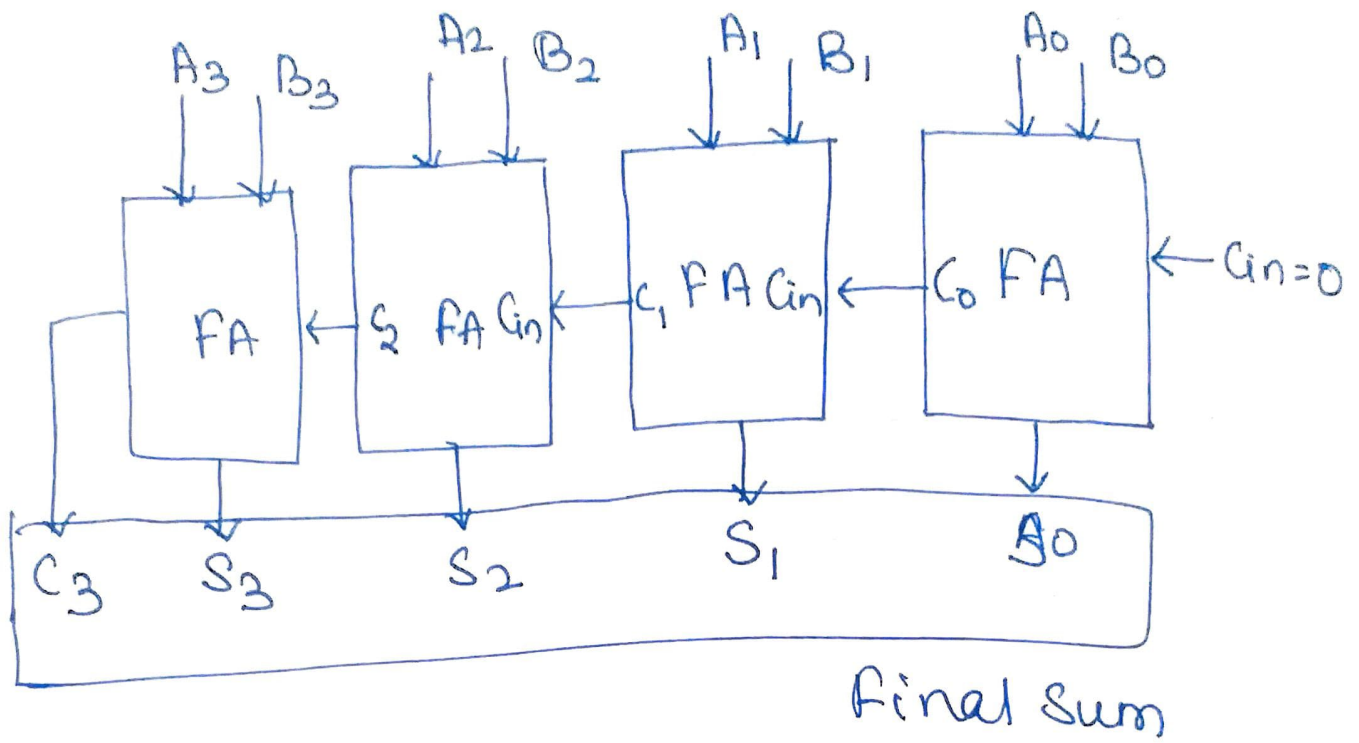 A3 B3 A2 B2 A1 B1 A0 B0
FA C2 FA Cin C1 FA Cin C0 FA Cin=0
C3 S3 S2 S1 S0
Final Sum